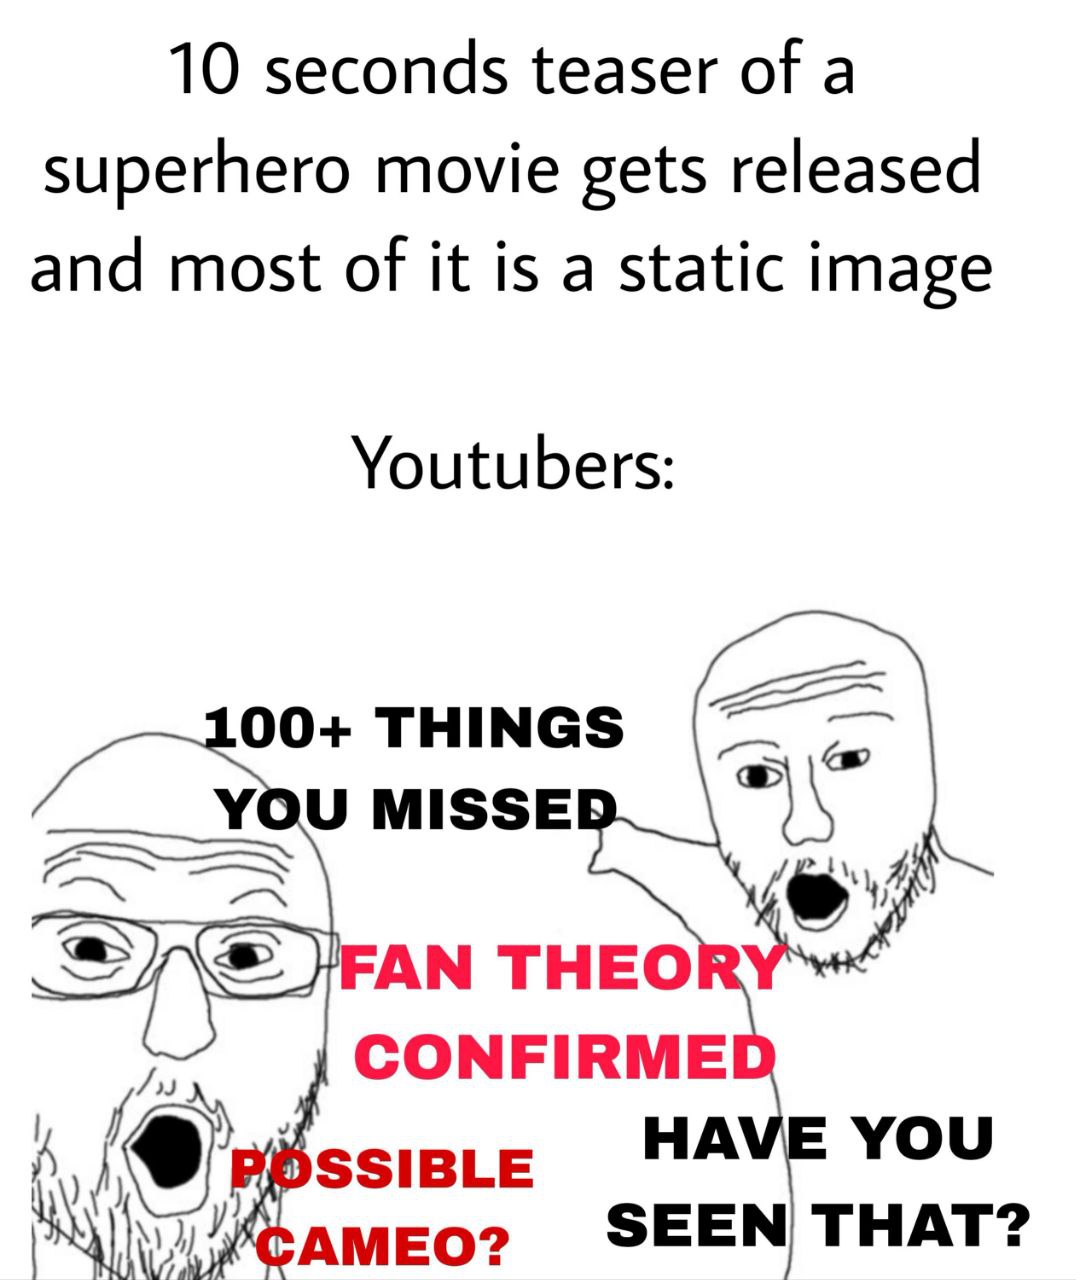 10 seconds teaser of a
superhero movie gets released
and most of it is a static image
Youtubers:
100+ THINGS
YOU MISSED
FAN THEORY
CONFIRMED
HAVE YOU
SEEN THAT?
POSSIBLE
CAMEO?